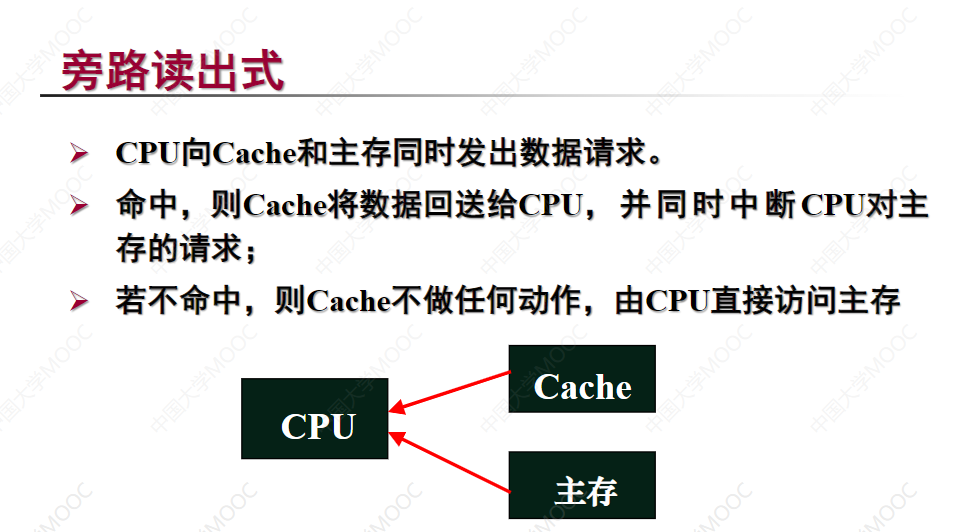 旁路读出式
CPU向Cache和主存同时发出数据请求。
命中，则Cache将数据回送给CPU，并同时中断CPU对主
存的请求；
若不命中，则Cache不做任何动作，由CPU直接访问主存
Cache
CPU
主存
中国大学MOOC